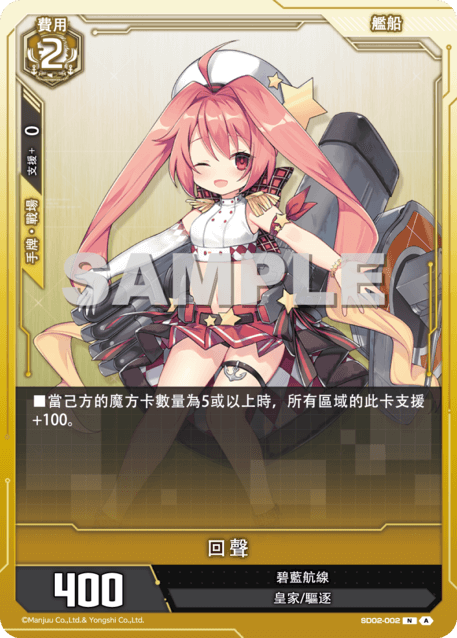 費用
2
艦船
支援+ 0
手牌・戰場
SAMPLE
■當己方的魔方卡數量為5或以上時，所有區域的此卡支援
+100。
回聲
400
碧藍航線
皇家/驅逐
©Manjuu Co.,Ltd.& Yongshi Co.,Ltd.
SD02-002 N A